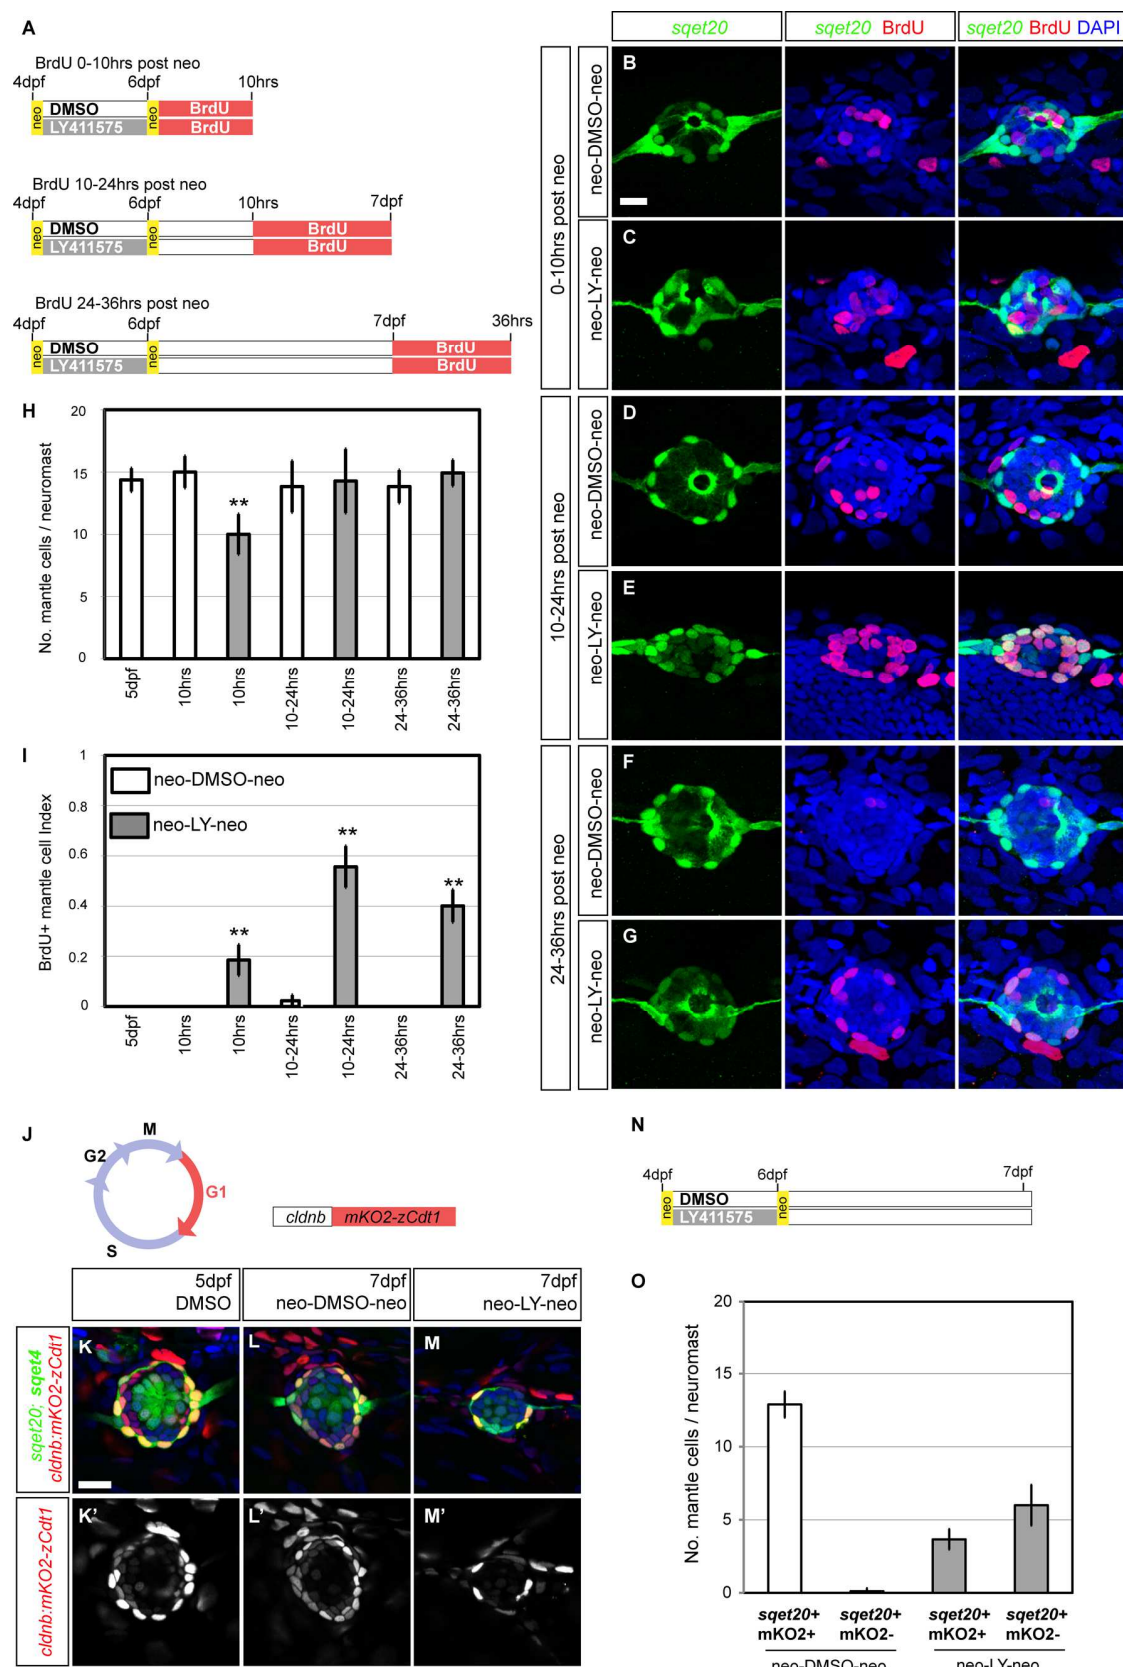 A
BrdU 0-10hrs post neo
4dpf 6dpf 10hrs
neo DMSO neo BrdU
LY411575 BrdU
BrdU 10-24hrs post neo
4dpf 6dpf 10hrs 7dpf
neo DMSO neo BrdU
LY411575 BrdU
BrdU 24-36hrs post neo
4dpf 6dpf 7dpf 36hrs
neo DMSO neo BrdU
LY411575 BrdU
sqet20
sqet20 BrdU
sqet20 BrdU DAPI
0-10hrs post neo
neo-DMSO-neo
B
neo-LY-neo
C
10-24hrs post neo
neo-DMSO-neo
D
neo-LY-neo
E
24-36hrs post neo
neo-DMSO-neo
F
neo-LY-neo
G
H
No. mantle cells / neuromast
20
15
10
5
0
**
5dpf 10hrs 10hrs 10-24hrs 10-24hrs 24-36hrs 24-36hrs
I
BrdU+ mantle cell Index
1
0.8
0.6
0.4
0.2
0
neo-DMSO-neo
neo-LY-neo
** ** **
5dpf 10hrs 10hrs 10-24hrs 10-24hrs 24-36hrs 24-36hrs
J
M
G2
G1
S
cldnb mKO2-zCdt1
5dpf
DMSO
7dpf
neo-DMSO-neo
7dpf
neo-LY-neo
sqet20; sqet4
cldnb:mKO2-zCdt1
K L M
cldnb:mKO2-zCdt1
K' L' M'
N
4dpf 6dpf 7dpf
neo DMSO neo
LY411575
O
No. mantle cells / neuromast
20
15
10
5
0
sqet20+ sqet20+ sqet20+ sqet20+
mKO2+ mKO2- mKO2+ mKO2-
neo-DMSO-neo neo-LY-neo